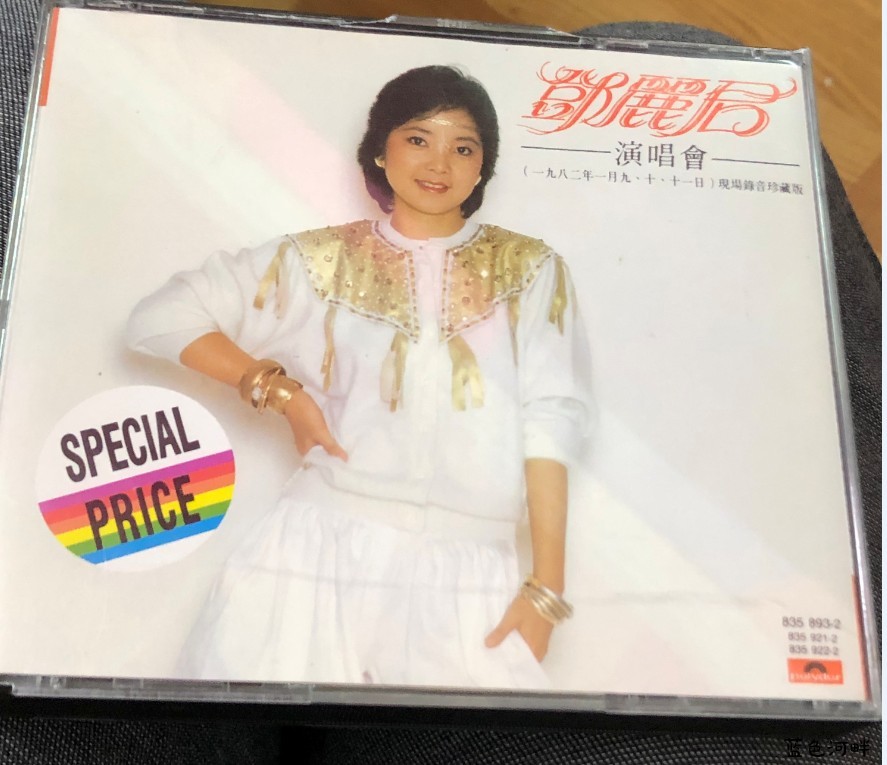 鄧麗君
演唱會
(一九八二年一月九、十、十一日)現場錄音珍藏版
SPECIAL
PRICE
835 893-2
835 921-2
835 922-2
polydor
蓝色河畔